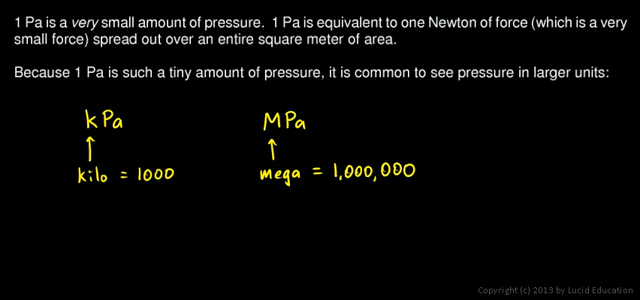 1 Pa is a very small amount of pressure. 1 Pa is equivalent to one Newton of force (which is a very
small force) spread out over an entire square meter of area.
Because 1 Pa is such a tiny amount of pressure, it is common to see pressure in larger units:
kPa MPa
↑ ↑
kilo = 1000 mega = 1,000,000
Copyright (c) 2013 by Lucid Education